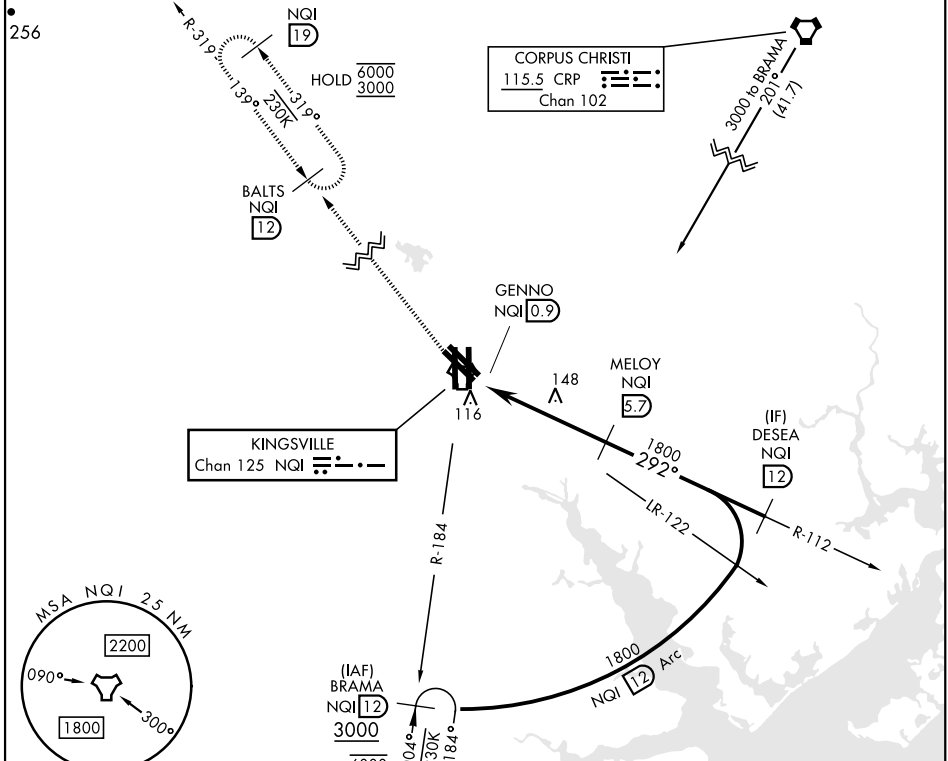 256
R-319
NQI
19
HOLD 6000
3000
139°
230K
319°
BALTS
NQI
12
CORPUS CHRISTI
115.5 CRP
Chan 102
3000 to BRAMA
201°
(41.7)
GENNO
NQI 0.9
148
116
MELOY
NQI
5.7
(IF)
DESEA
NQI
12
1800
292°
LR-122
R-112
KINGSVILLE
Chan 125 NQI
R-184
MSA NQI 25 NM
2200
090°
1800
300°
(IAF)
BRAMA
NQI 12
3000
184°
1800
NQI 12 Arc